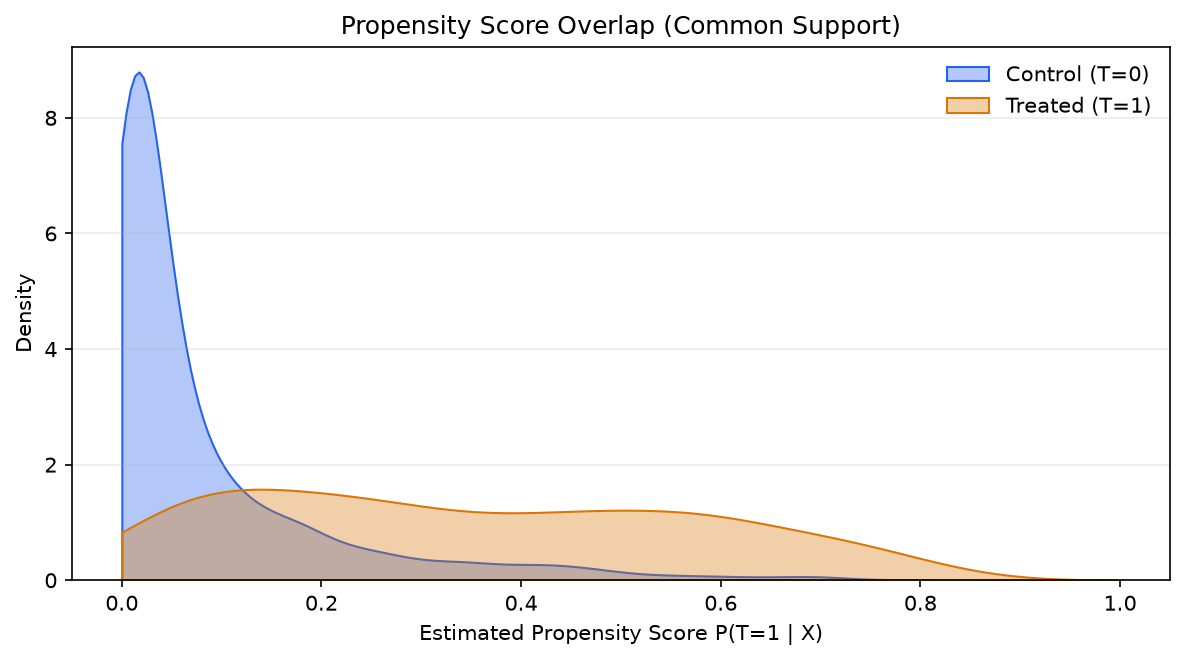 Propensity Score Overlap (Common Support)
Control (T=0)
Treated (T=1)
Density
8
6
4
2
0
0.0 0.2 0.4 0.6 0.8 1.0
Estimated Propensity Score P(T=1 | X)